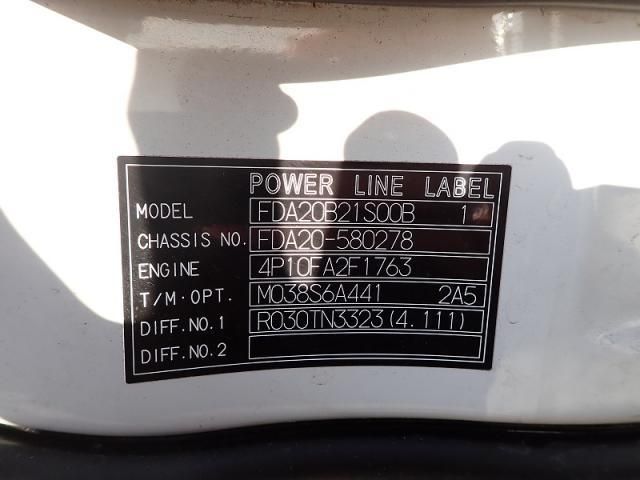 POWER LINE LABEL
MODEL FDA20B21S00B 1
CHASSIS NO. FDA20-580278
ENGINE 4P10FA2F1763
T/M·OPT. M038S6A441 2A5
DIFF.NO.1 R030TN3323(4.111)
DIFF.NO.2